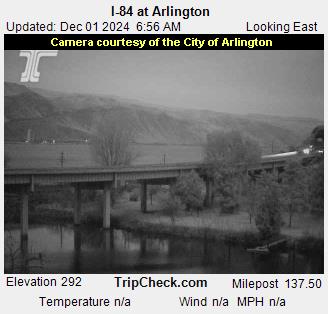 I-84 at Arlington
Updated: Dec 01 2024 6:56 AM Looking East
Camera courtesy of the City of Arlington
Elevation 292 TripCheck.com Milepost 137.50
Temperature n/a Wind n/a MPH n/a